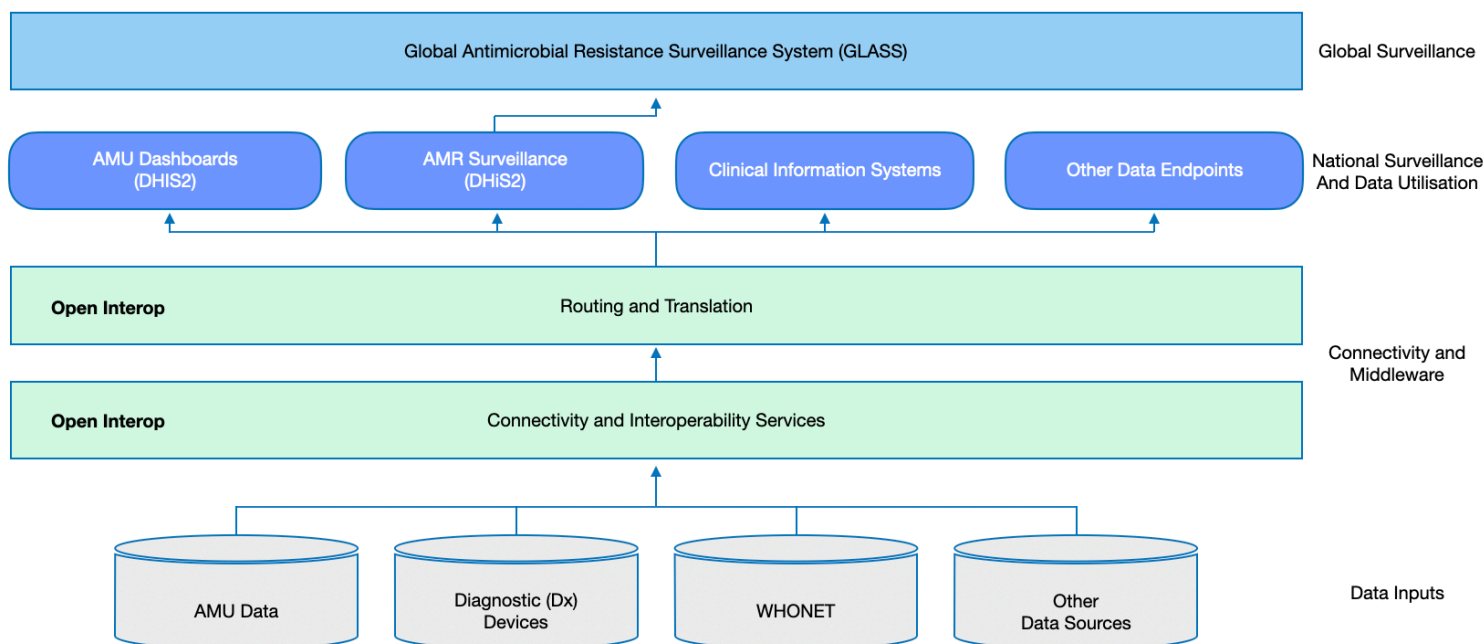 Global Antimicrobial Resistance Surveillance System (GLASS)
Global Surveillance
AMU Dashboards
(DHIS2)
AMR Surveillance
(DHiS2)
Clinical Information Systems
Other Data Endpoints
National Surveillance
And Data Utilisation
Open Interop
Routing and Translation
Connectivity and
Middleware
Open Interop
Connectivity and Interoperability Services
AMU Data
Diagnostic (Dx)
Devices
WHONET
Other
Data Sources
Data Inputs